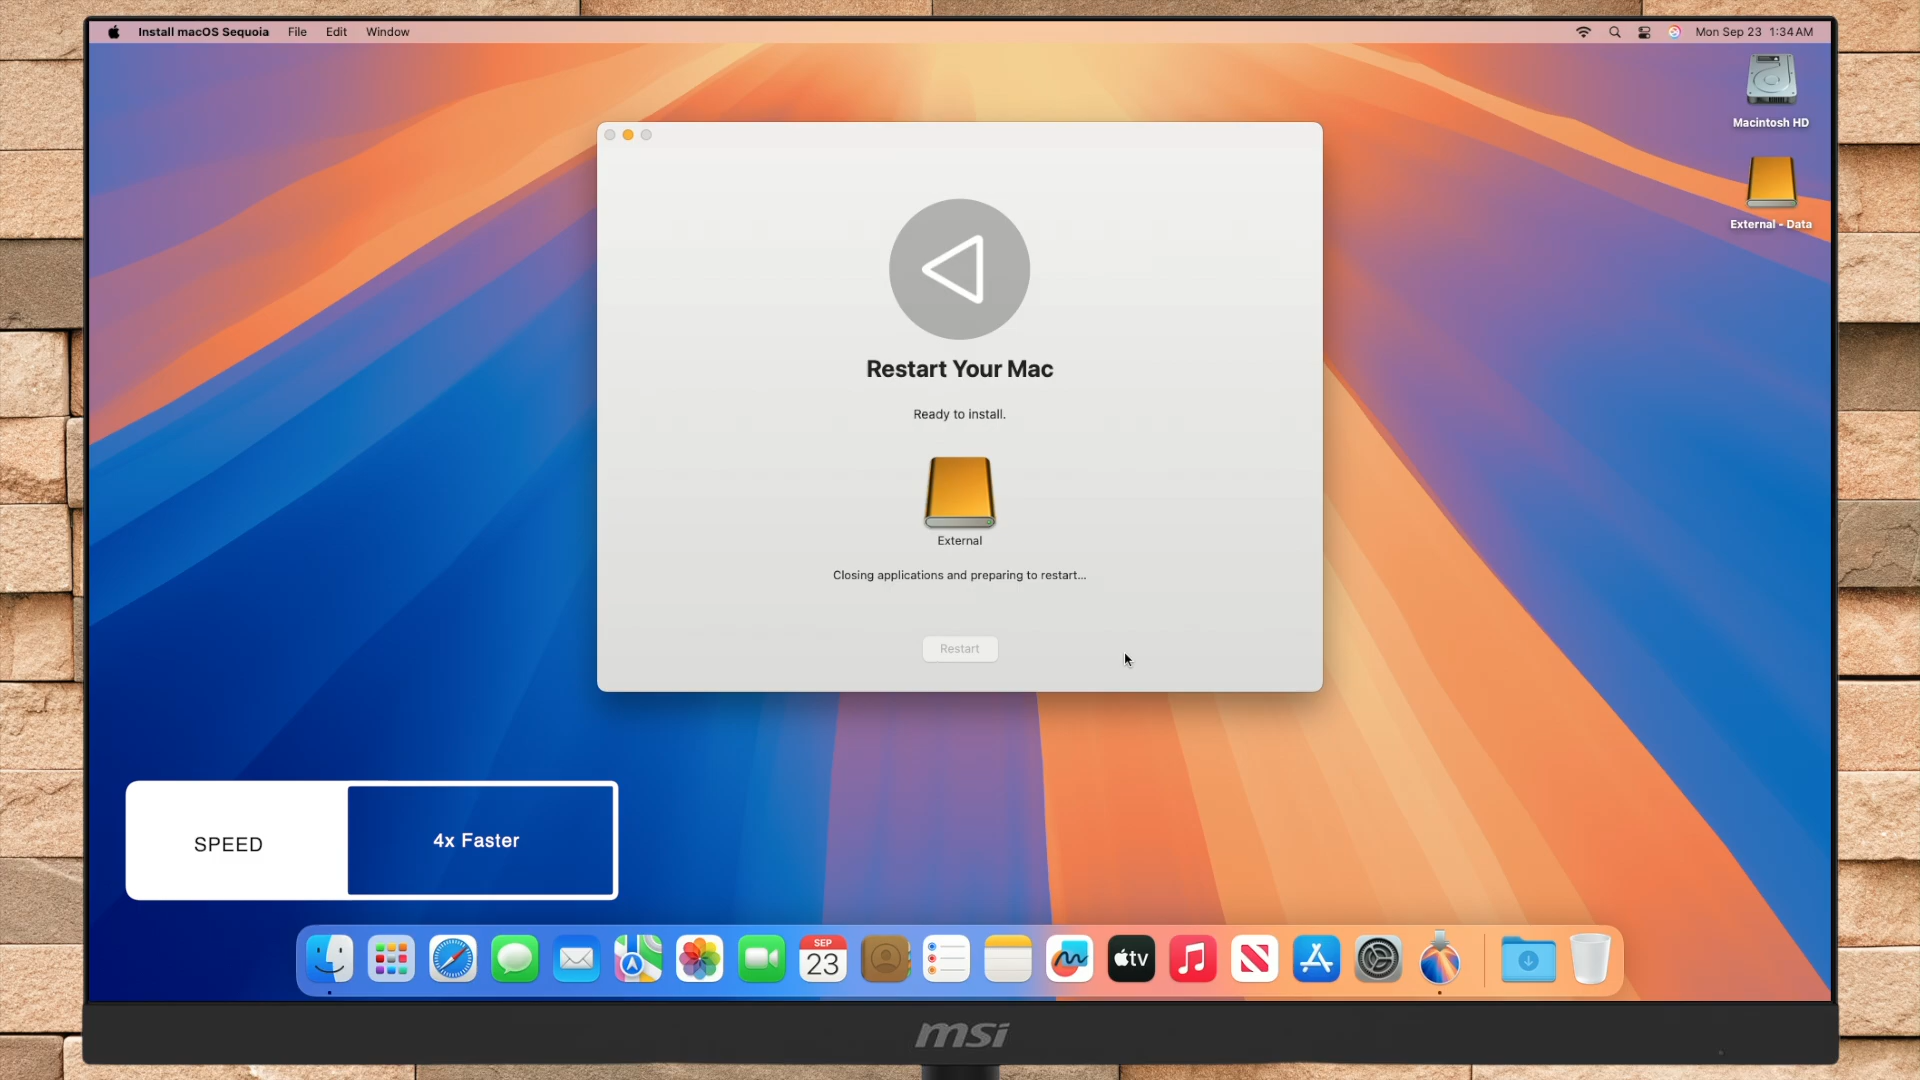 Install macOS Sequoia File Edit Window
Mon Sep 23 1:34 AM
Macintosh HD
External - Data
Restart Your Mac
Ready to install.
External
Closing applications and preparing to restart...
Restart
SPEED
4x Faster
SEP
23
tv
msi